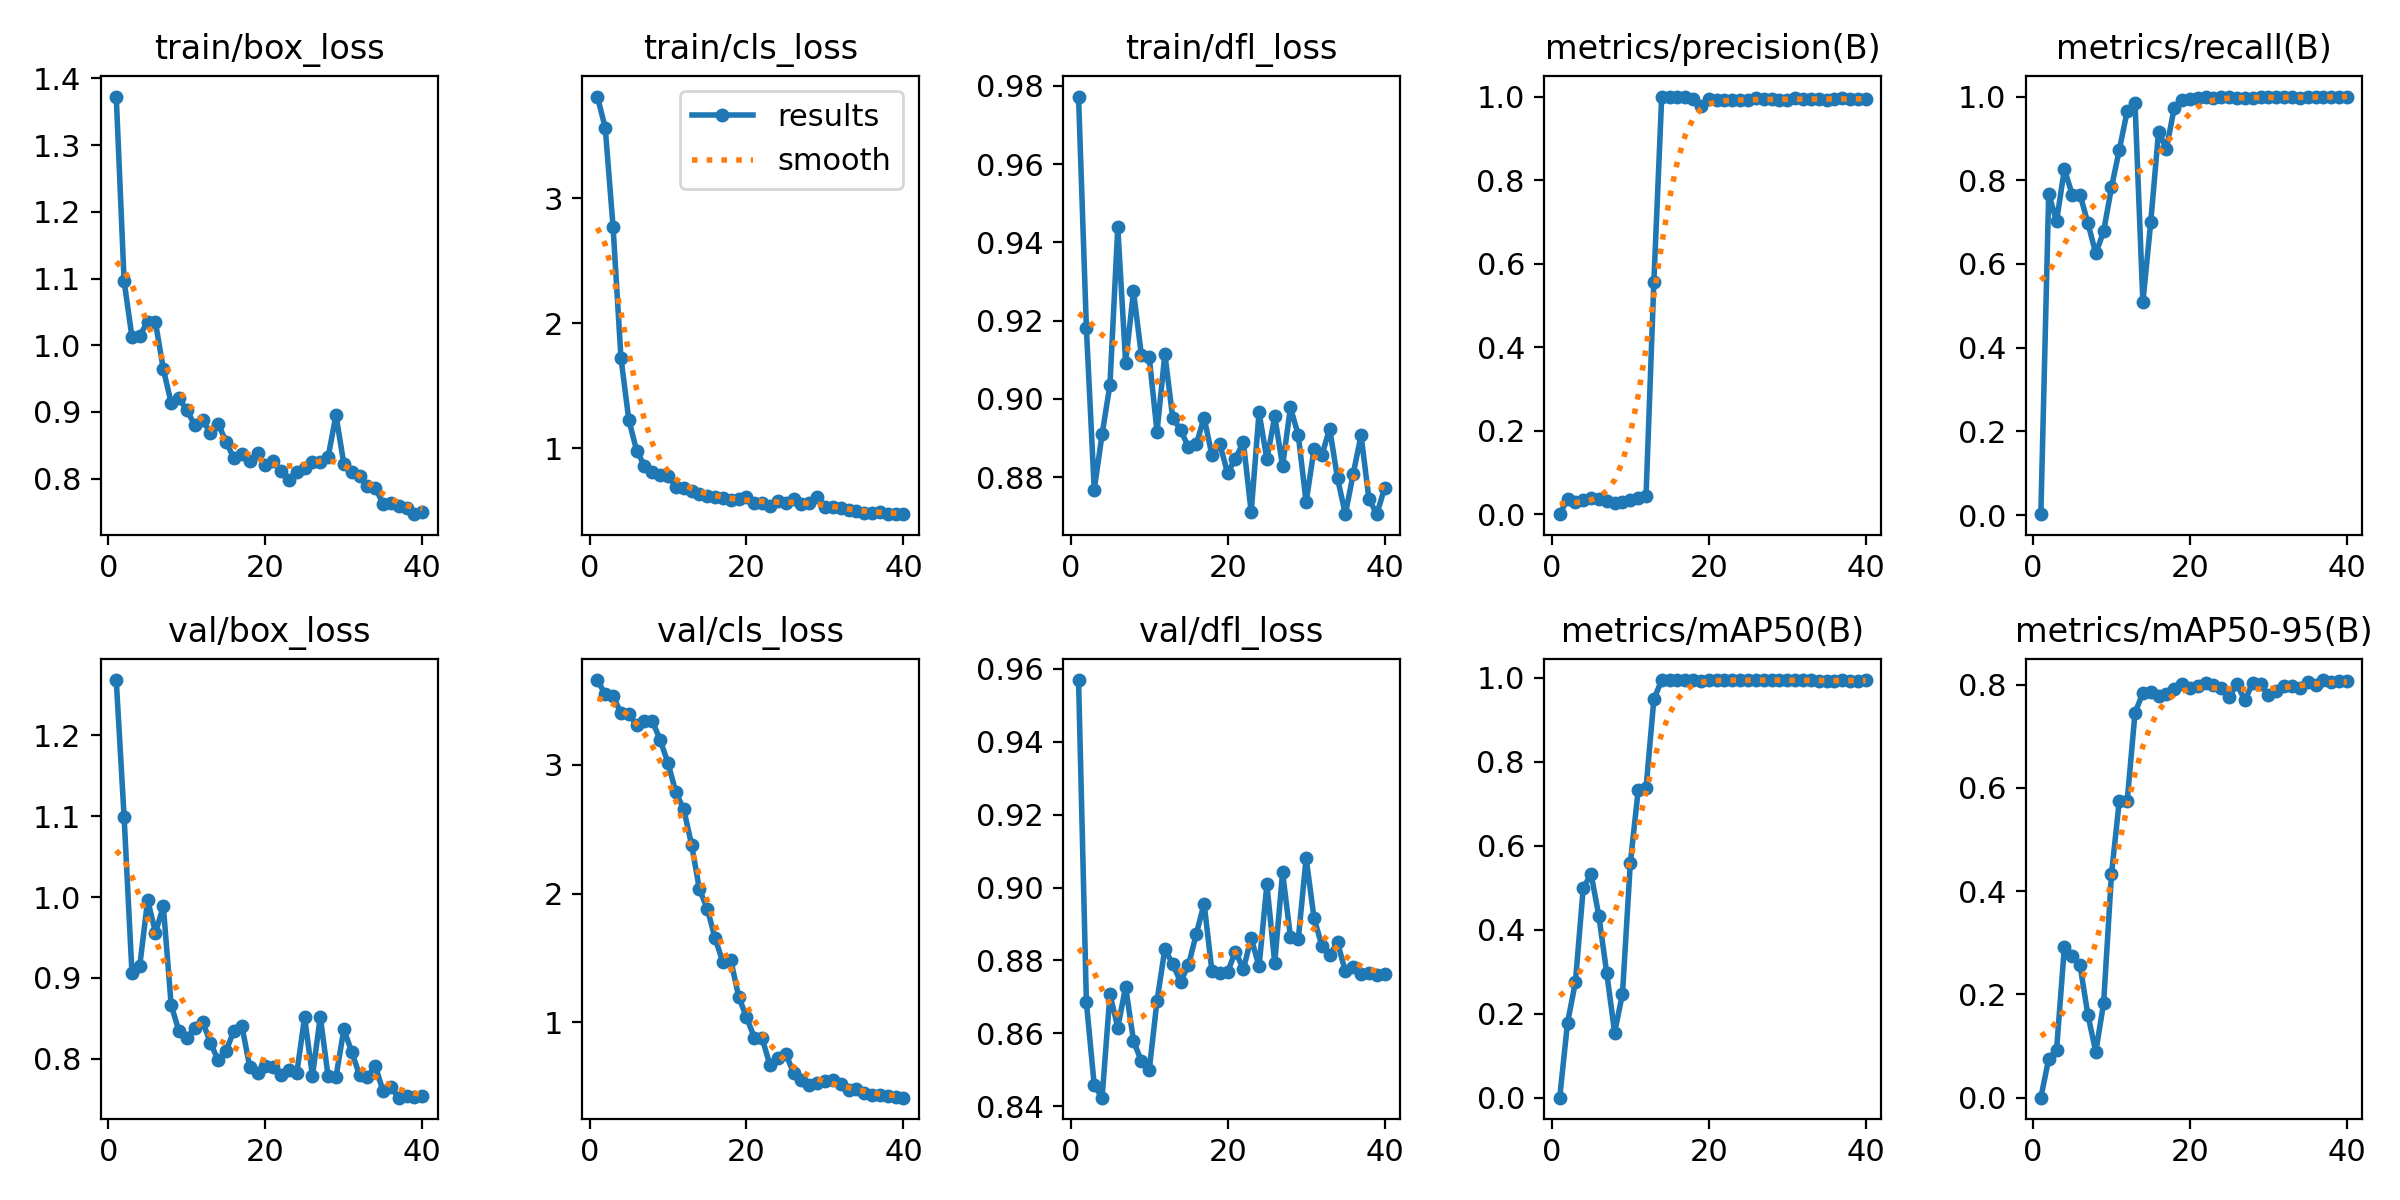 train/box_loss
1.4
1.3
1.2
1.1
1.0
0.9
0.8
0 20 40
train/cls_loss
results
smooth
3
2
1
0 20 40
train/dfl_loss
0.98
0.96
0.94
0.92
0.90
0.88
0 20 40
metrics/precision(B)
1.0
0.8
0.6
0.4
0.2
0.0
0 20 40
metrics/recall(B)
1.0
0.8
0.6
0.4
0.2
0.0
0 20 40
val/box_loss
1.2
1.1
1.0
0.9
0.8
0 20 40
val/cls_loss
3
2
1
0 20 40
val/dfl_loss
0.96
0.94
0.92
0.90
0.88
0.86
0.84
0 20 40
metrics/mAP50(B)
1.0
0.8
0.6
0.4
0.2
0.0
0 20 40
metrics/mAP50-95(B)
0.8
0.6
0.4
0.2
0.0
0 20 40